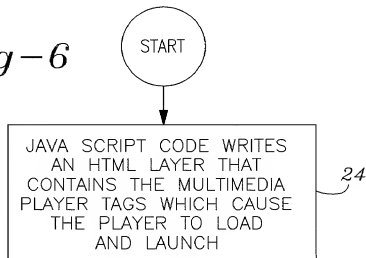 g-6
START
JAVA SCRIPT CODE WRITES
AN HTML LAYER THAT
CONTAINS THE MULTIMEDIA
PLAYER TAGS WHICH CAUSE
THE PLAYER TO LOAD
AND LAUNCH
24